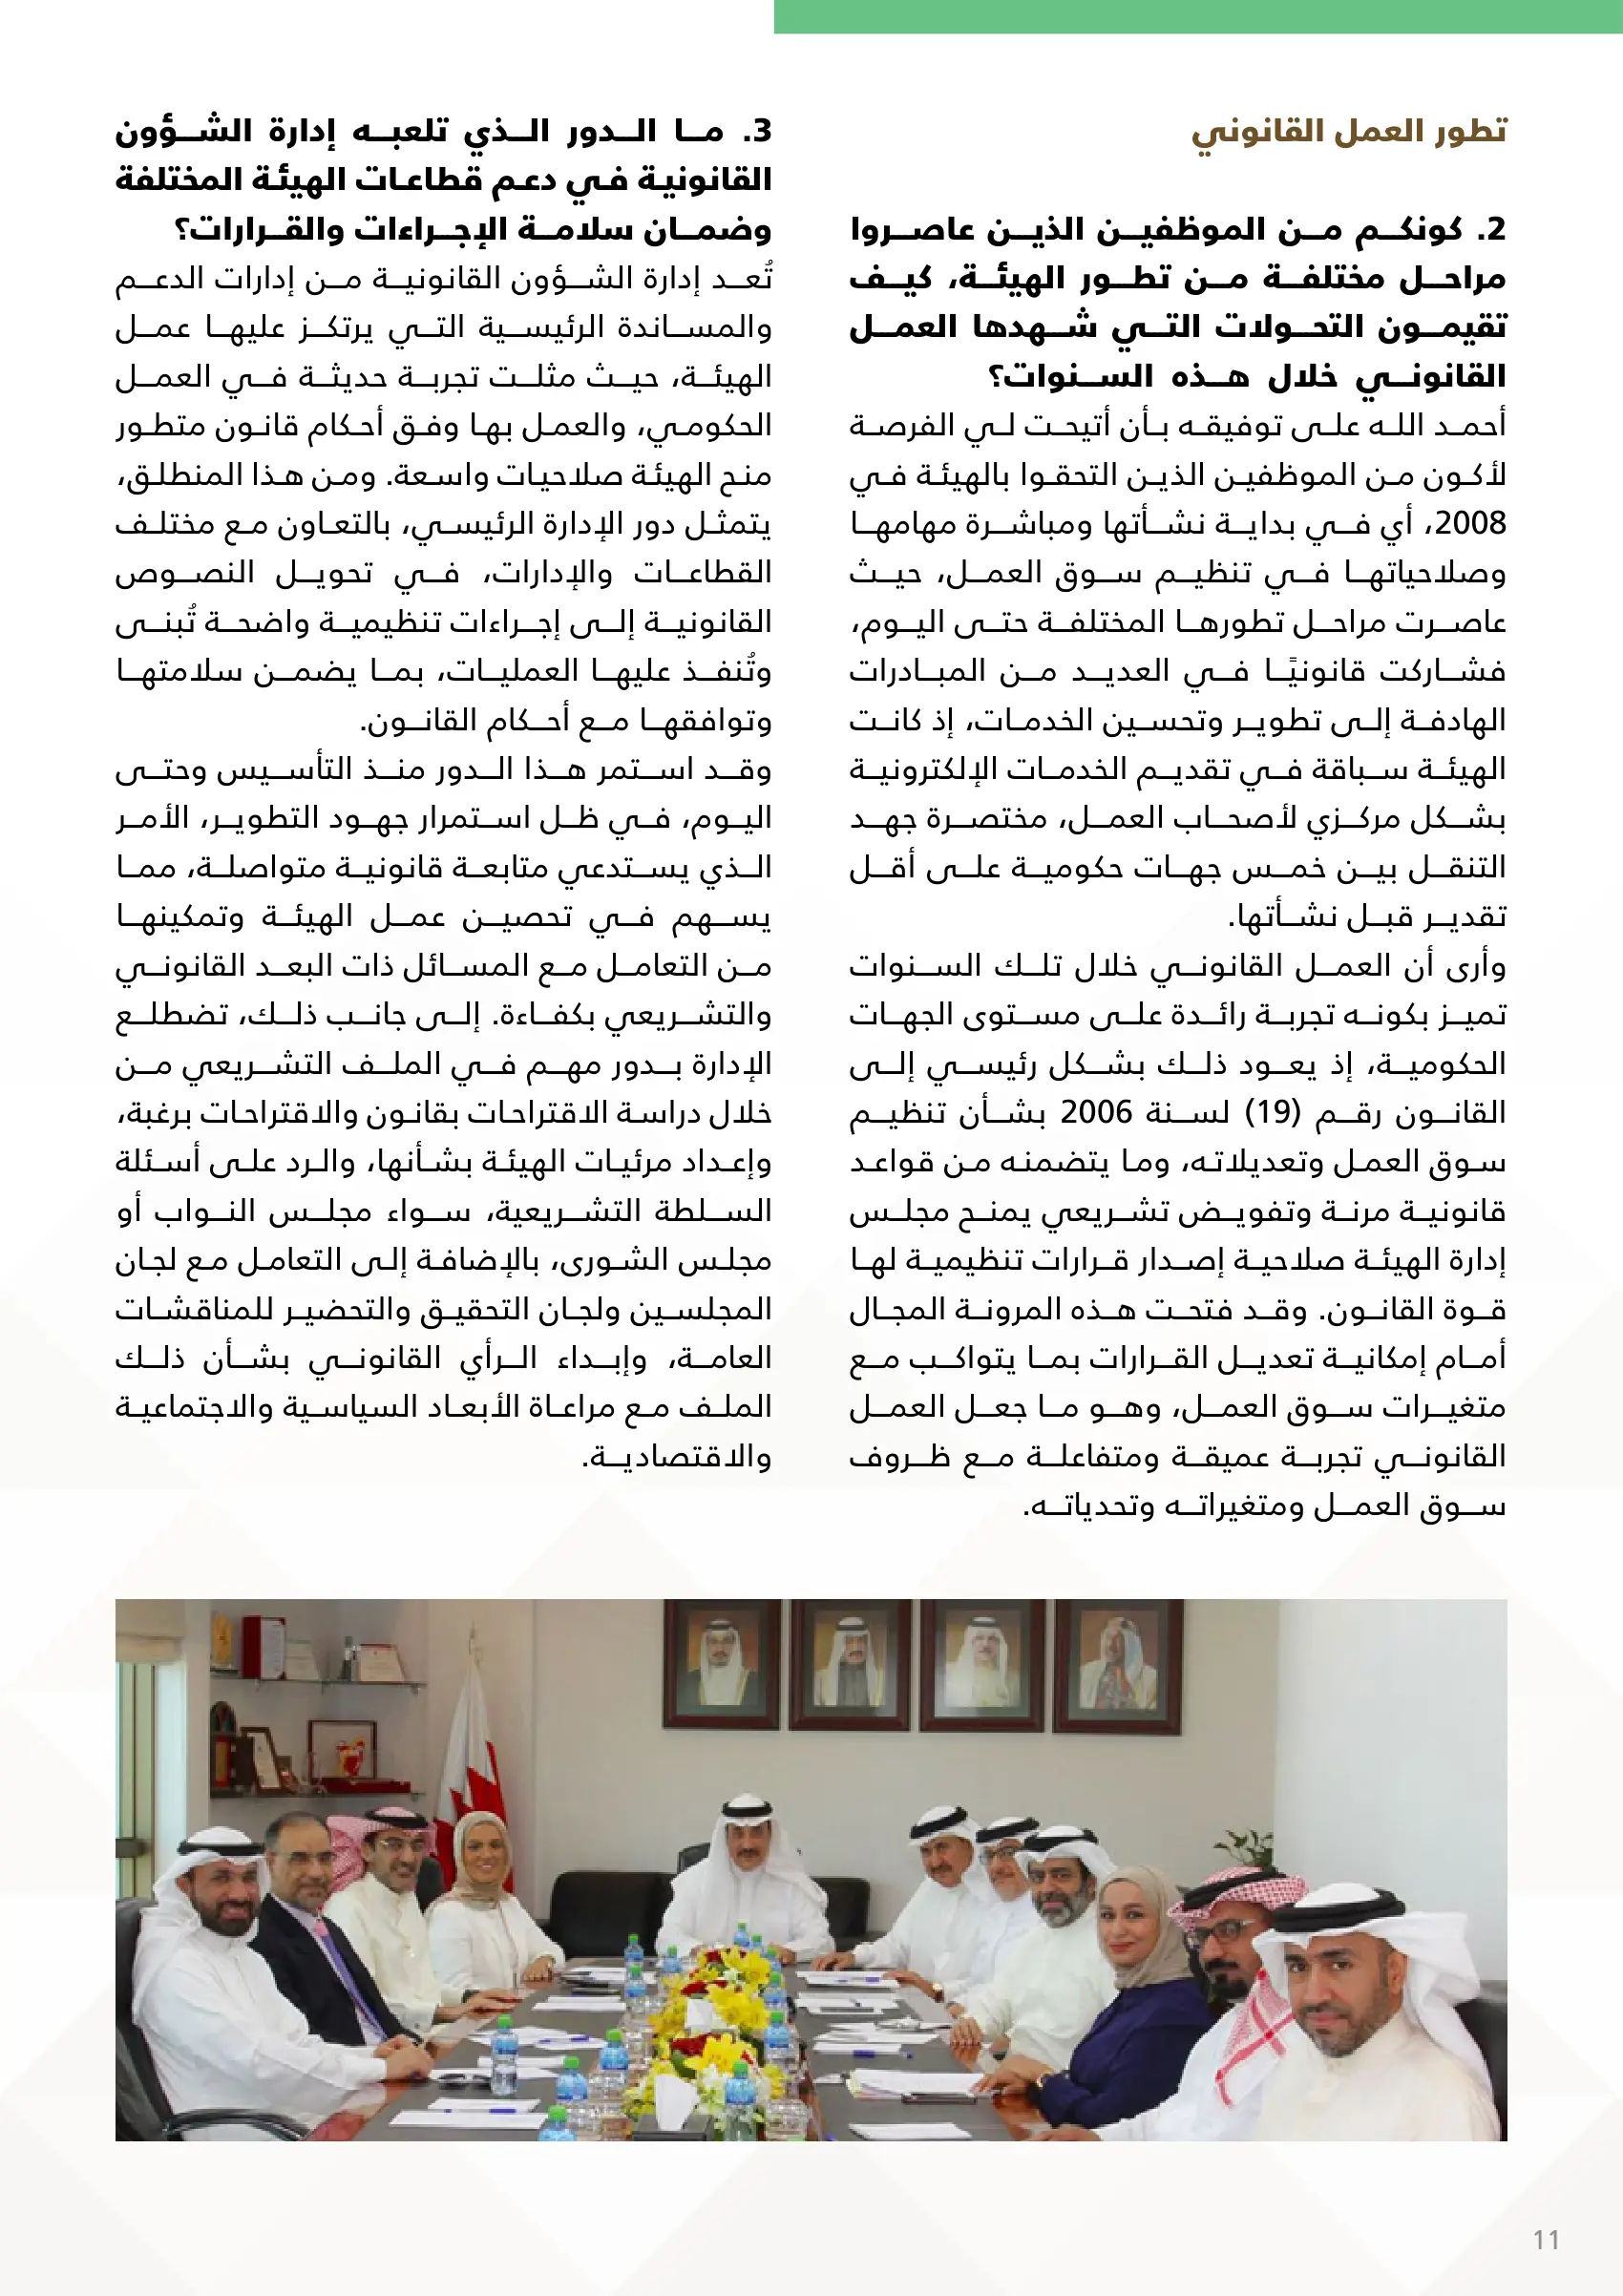 تطور العمل القانوني
2. كونكم من الموظفين الذين عاصروا
مراحل مختلفة من تطور الهيئة، كيف
تقيمون التحولات التي شهدها العمل
القانوني خلال هذه السنوات؟
أحمد الله على توفيقه بأن أتيحت لي الفرصة
لأكون من الموظفين الذين التحقوا بالهيئة في
2008، أي في بداية نشأتها ومباشرة مهامها
وصلاحياتها في تنظيم سوق العمل، حيث
عاصرت مراحل تطورها المختلفة حتى اليوم،
فشاركت قانونيًا في العديد من المبادرات
الهادفة إلى تطوير وتحسين الخدمات، إذ كانت
الهيئة سباقة في تقديم الخدمات الإلكترونية
بشكل مركزي لأصحاب العمل، مختصرة جهد
التنقل بين خمس جهات حكومية على أقل
تقدير قبل نشأتها.
وأرى أن العمل القانوني خلال تلك السنوات
تميز بكونه تجربة رائدة على مستوى الجهات
الحكومية، إذ يعود ذلك بشكل رئيسي إلى
القانون رقم (19) لسنة 2006 بشأن تنظيم
سوق العمل وتعديلاته، وما يتضمنه من قواعد
قانونية مرنة وتفويض تشريعي يمنح مجلس
إدارة الهيئة صلاحية إصدار قرارات تنظيمية لها
قوة القانون. وقد فتحت هذه المرونة المجال
أمام إمكانية تعديل القرارات بما يتواكب مع
متغيرات سوق العمل، وهو ما جعل العمل
القانوني تجربة عميقة ومتفاعلة مع ظروف
سوق العمل ومتغيراته وتحدياته.
3. ما الدور الذي تلعبه إدارة الشؤون
القانونية في دعم قطاعات الهيئة المختلفة
وضمان سلامة الإجراءات والقرارات؟
تُعد إدارة الشؤون القانونية من إدارات الدعم
والمساندة الرئيسية التي يرتكز عليها عمل
الهيئة، حيث مثلت تجربة حديثة في العمل
الحكومي، والعمل بها وفق أحكام قانون متطور
منح الهيئة صلاحيات واسعة. ومن هذا المنطلق،
يتمثل دور الإدارة الرئيسي، بالتعاون مع مختلف
القطاعات والإدارات، في تحويل النصوص
القانونية إلى إجراءات تنظيمية واضحة تُبنى
وتُنفذ عليها العمليات، بما يضمن سلامتها
وتوافقها مع أحكام القانون.
وقد استمر هذا الدور منذ التأسيس وحتى
اليوم، في ظل استمرار جهود التطوير، الأمر
الذي يستدعي متابعة قانونية متواصلة، مما
يسهم في تحصين عمل الهيئة وتمكينها
من التعامل مع المسائل ذات البعد القانوني
والتشريعي بكفاءة. إلى جانب ذلك، تضطلع
الإدارة بدور مهم في الملف التشريعي من
خلال دراسة الاقتراحات بقانون والاقتراحات برغبة،
وإعداد مرئيات الهيئة بشأنها، والرد على أسئلة
السلطة التشريعية، سواء مجلس النواب أو
مجلس الشورى، بالإضافة إلى التعامل مع لجان
المجلسين ولجان التحقيق والتحضير للمناقشات
العامة، وإبداء الرأي القانوني بشأن ذلك
الملف مع مراعاة الأبعاد السياسية والاجتماعية
والاقتصادية.
11